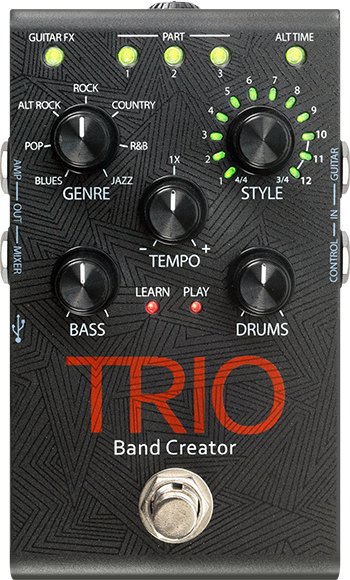 GUITAR FX
PART
ALT TIME
1 2 3
ROCK
ALT ROCK
COUNTRY
POP
R&B
BLUES
JAZZ
GENRE
1 2 3 4 5 6 7 8 9 10 11 12
4/4 3/4
STYLE
1X
- +
TEMPO
AMP OUT MIXER
CONTROL IN GUITAR
LEARN
PLAY
BASS
DRUMS
TRIO
Band Creator